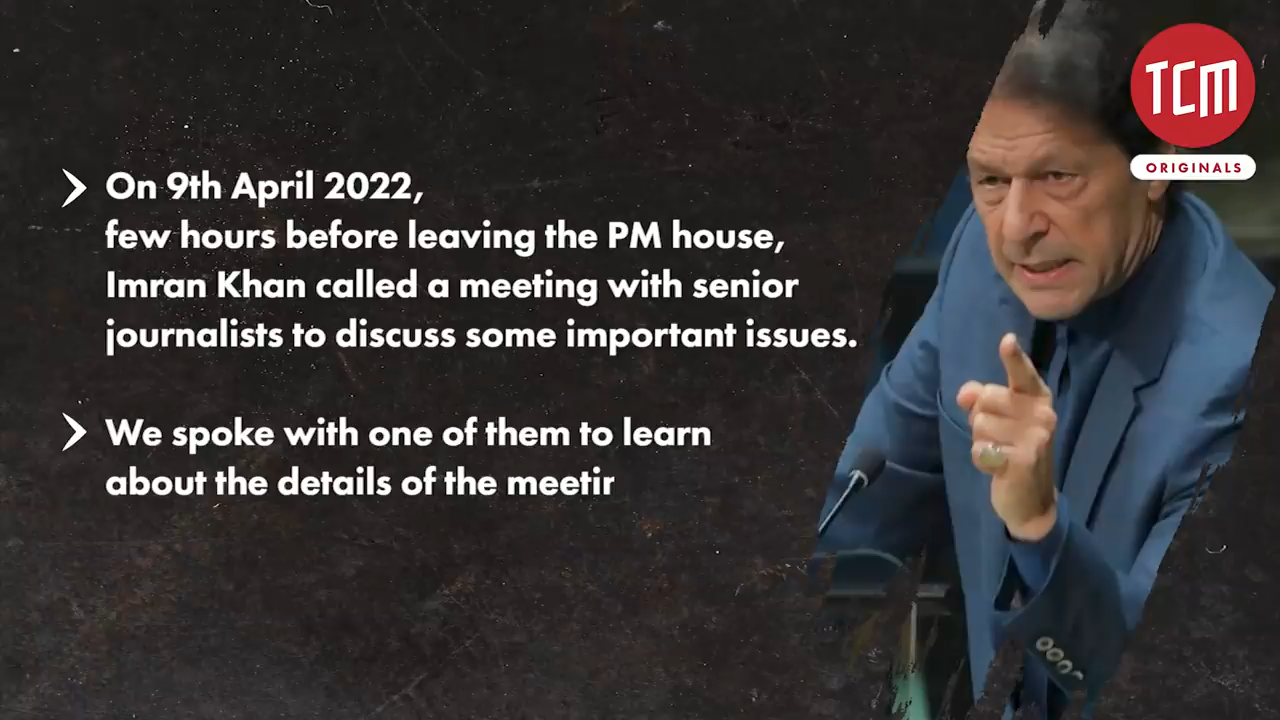 On 9th April 2022,
few hours before leaving the PM house,
Imran Khan called a meeting with senior
journalists to discuss some important issues.
We spoke with one of them to learn
about the details of the meetir
TCM
ORIGINALS